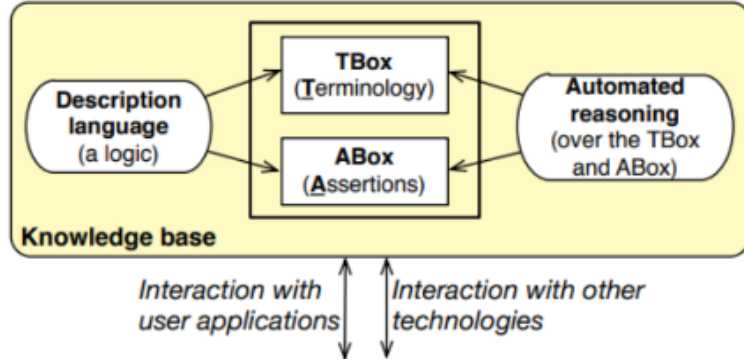 TBox
(Terminology)
Description
language
(a logic)
Automated
reasoning
(over the TBox
and ABox)
ABox
(Assertions)
Knowledge base
Interaction with
user applications
Interaction with other
technologies